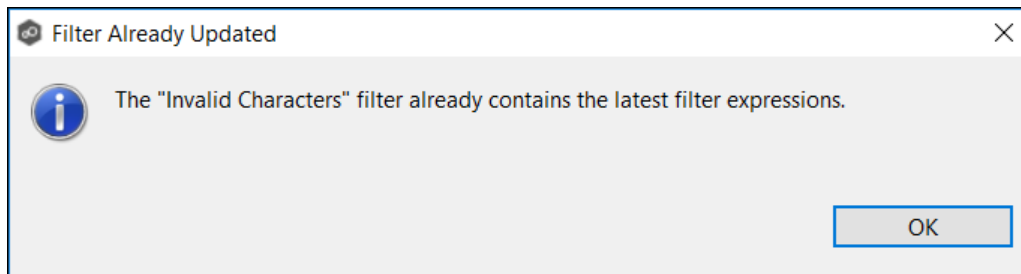 Filter Already Updated
The "Invalid Characters" filter already contains the latest filter expressions.
OK